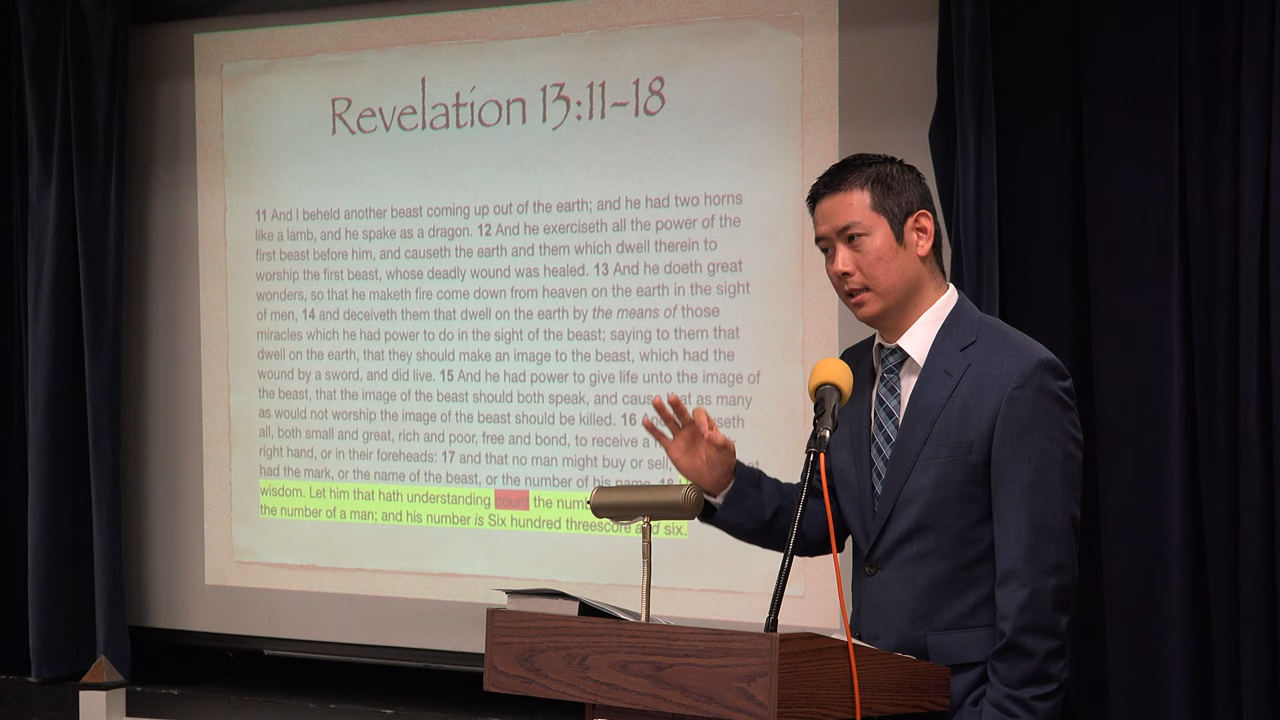 Revelation 13:11-18
11 And I beheld another beast coming up out of the earth; and he had two horns
like a lamb, and he spake as a dragon. 12 And he exerciseth all the power of the
first beast before him, and causeth the earth and them which dwell therein to
worship the first beast, whose deadly wound was healed. 13 And he doeth great
wonders, so that he maketh fire come down from heaven on the earth in the sight
of men, 14 and deceiveth them that dwell on the earth by the means of those
miracles which he had power to do in the sight of the beast; saying to them that
dwell on the earth, that they should make an image to the beast, which had the
wound by a sword, and did live. 15 And he had power to give life unto the image of
the beast, that the image of the beast should both speak, and cause that as many
as would not worship the image of the beast should be killed. 16
all, both small and great, rich and poor, free and bond, to receive a
right hand, or in their foreheads: 17 and that no man might buy or sell,
had the mark, or the name of the beast, or the number of his name. 18
wisdom. Let him that hath understanding count the
the number of a man; and his number is Six hundred threescore and six.